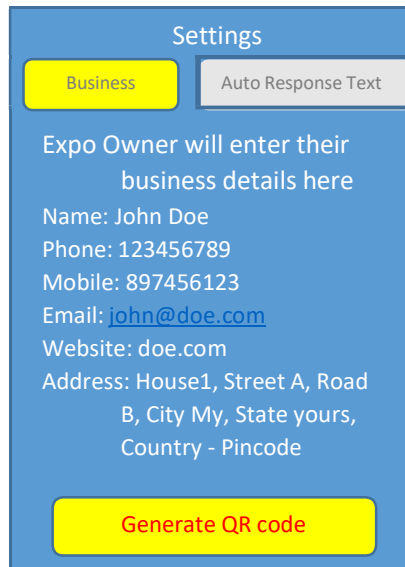 Settings
Business
Auto Response Text
Expo Owner will enter their
business details here
Name: John Doe
Phone: 123456789
Mobile: 897456123
Email: john@doe.com
Website: doe.com
Address: House1, Street A, Road
B, City My, State yours,
Country - Pincode
Generate QR code